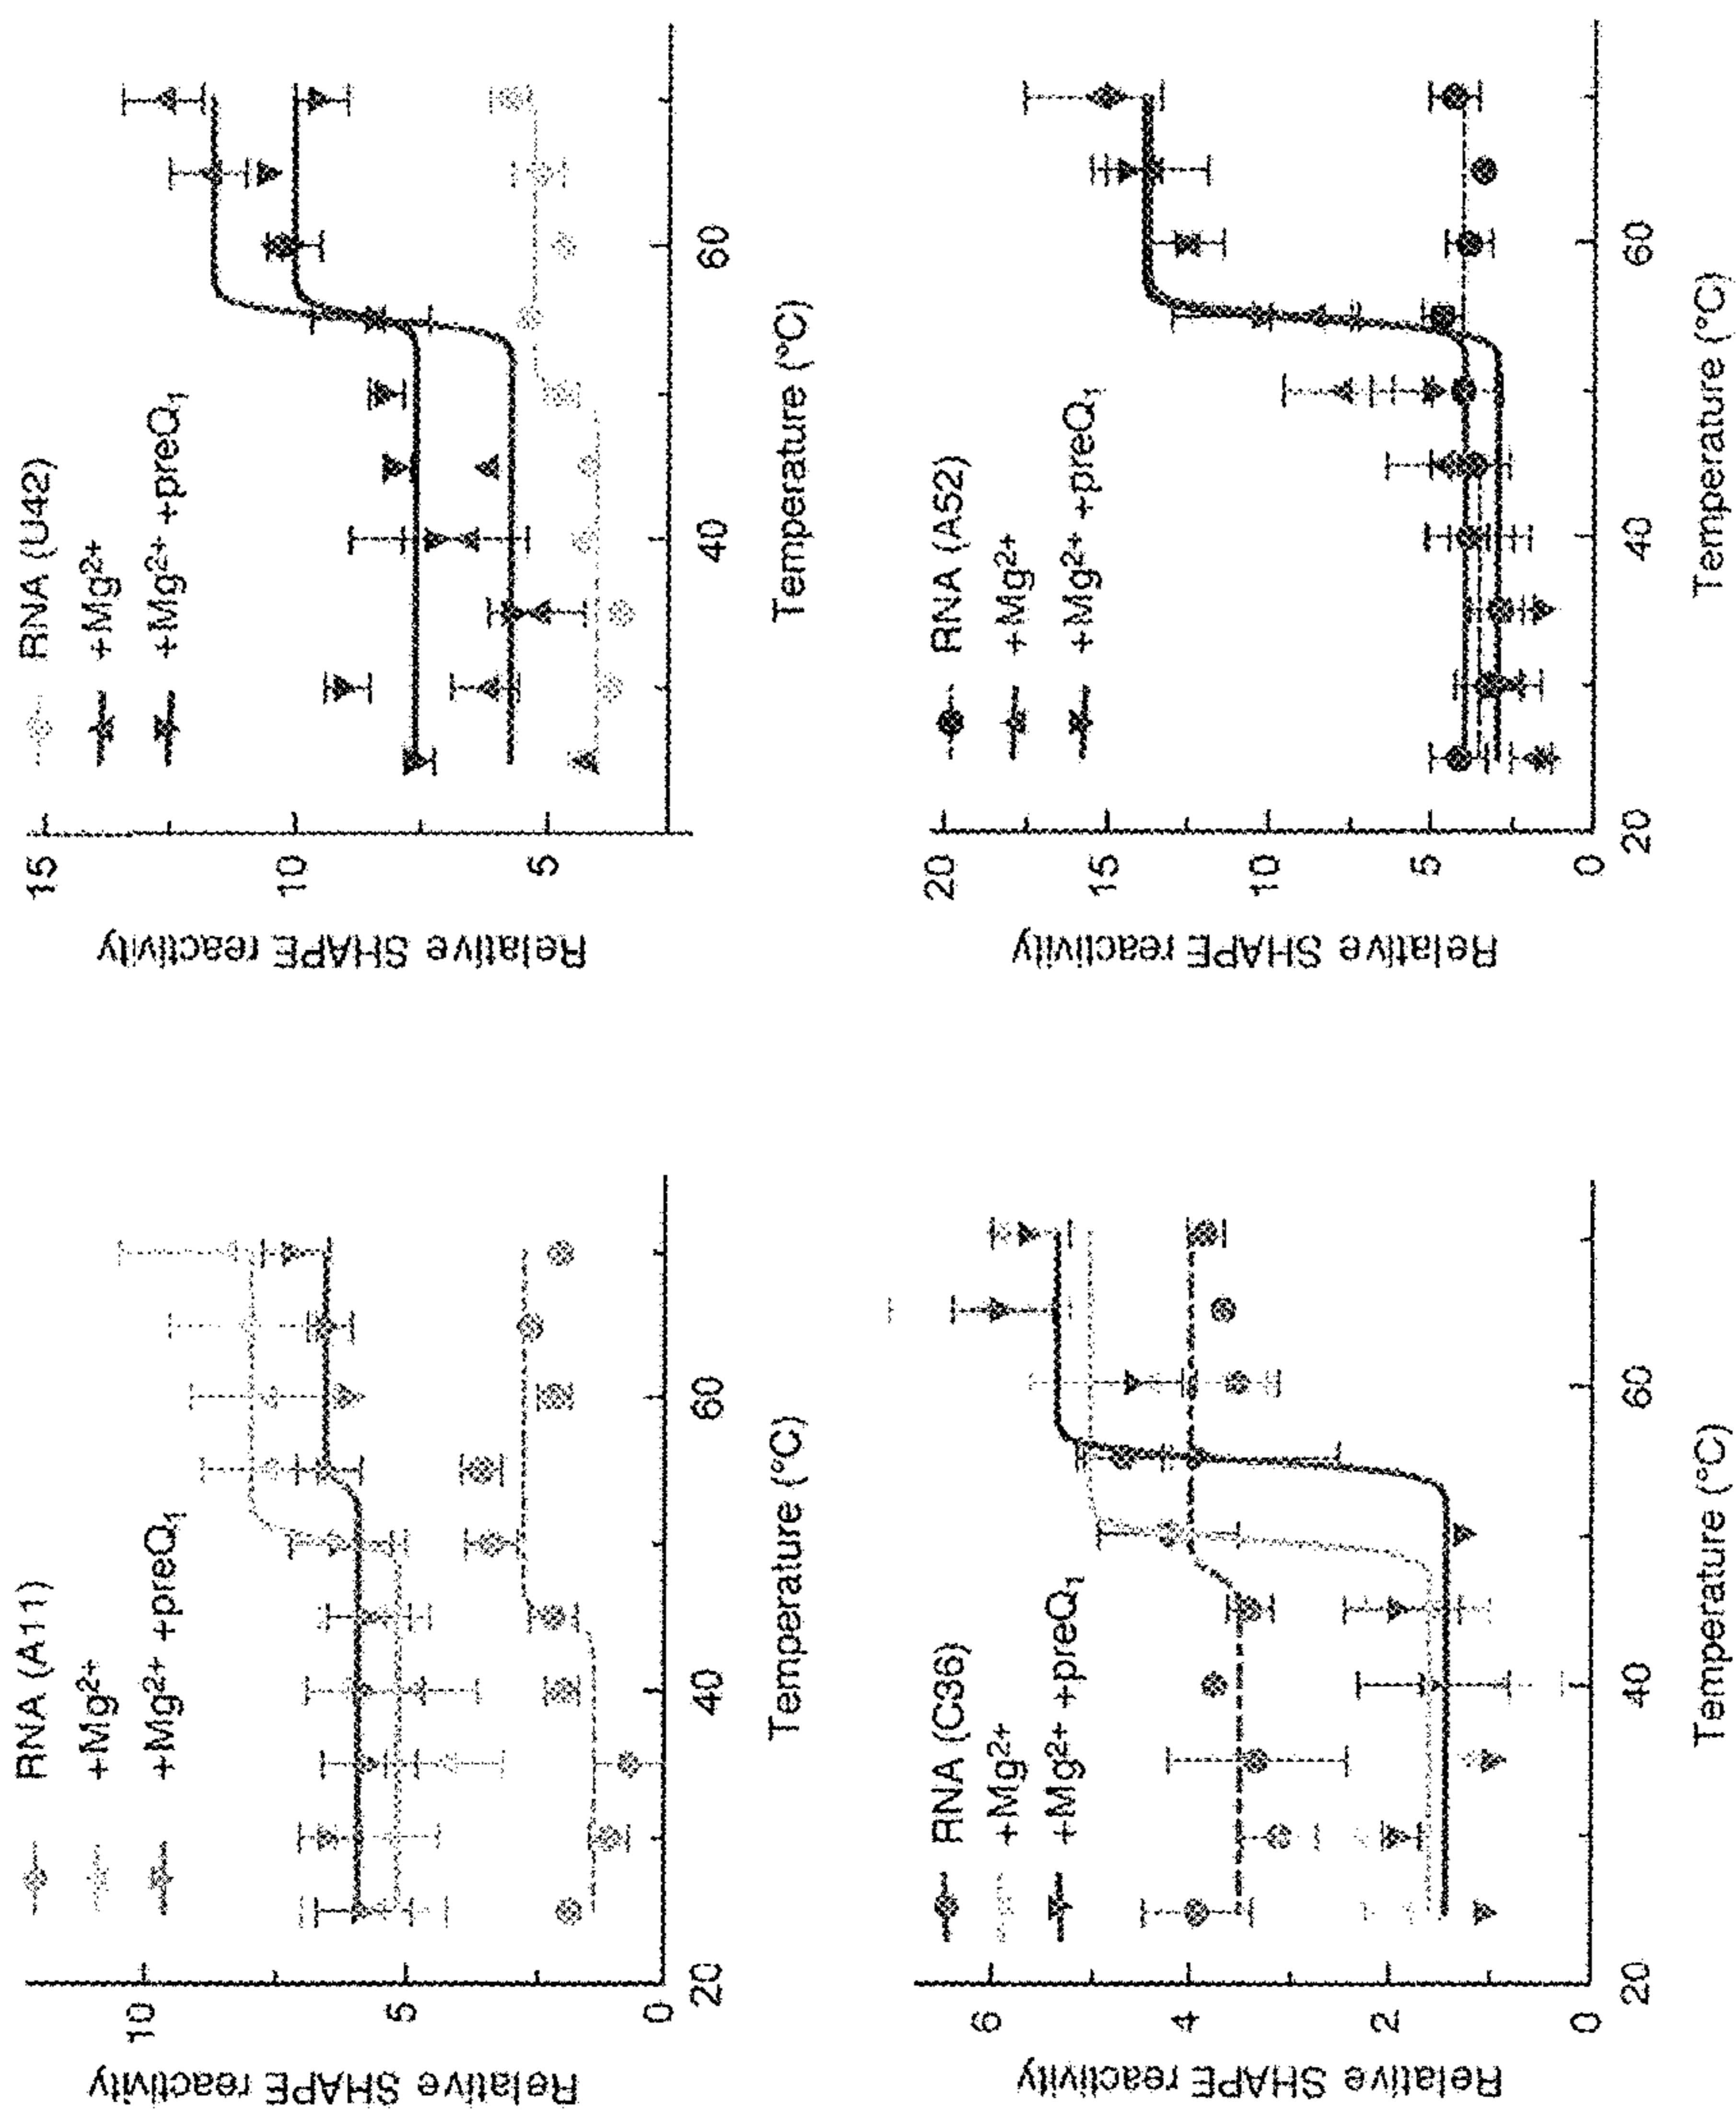 RNA (A11)
+Mg2+
+Mg2+ +preQ1
Relative SHAPE reactivity
10
5
0
20
40
60
Temperature (°C)
RNA (U42)
+Mg2+
+Mg2+ +preQ1
Relative SHAPE reactivity
15
10
5
40
60
Temperature (°C)
RNA (C36)
+Mg2+
+Mg2+ +preQ1
Relative SHAPE reactivity
6
4
2
0
20
40
60
Temperature (°C)
RNA (A52)
+Mg2+
+Mg2+ +preQ1
Relative SHAPE reactivity
20
15
10
5
0
20
40
60
Temperature (°C)